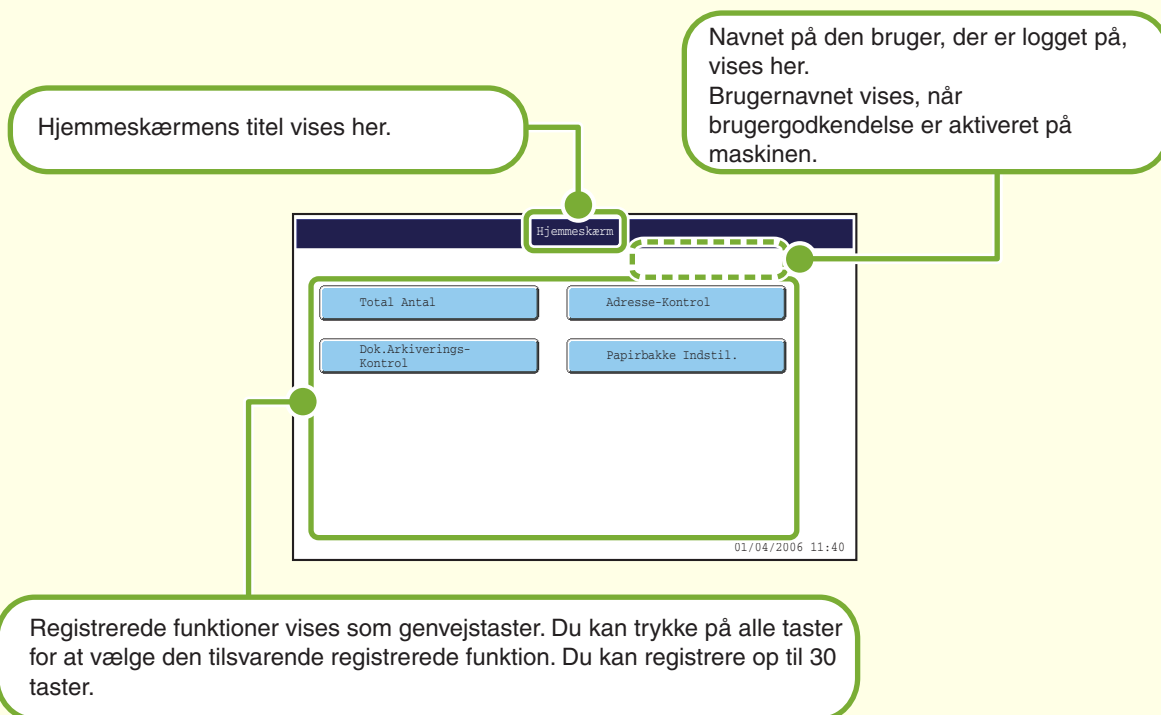 Navnet på den bruger, der er logget på,
vises her.
Brugernavnet vises, når
brugergodkendelse er aktiveret på
maskinen.
Hjemmeskærmens titel vises her.
Hjemmeskærm
Total Antal
Adresse-Kontrol
Dok.Arkiverings-
Kontrol
Papirbakke Indstil.
01/04/2006 11:40
Registrerede funktioner vises som genvejstaster. Du kan trykke på alle taster
for at vælge den tilsvarende registrerede funktion. Du kan registrere op til 30
taster.